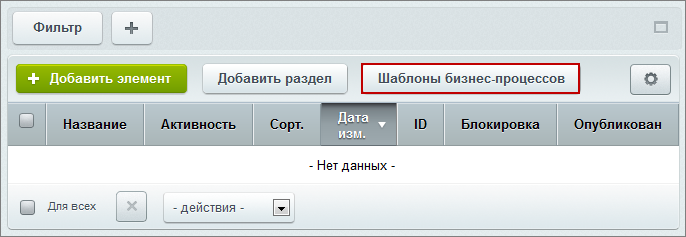 Фильтр
Добавить элемент Добавить раздел Шаблоны бизнес-процессов
Название Активность Сорт. Дата изм. ID Блокировка Опубликован
- Нет данных -
Для всех - действия -